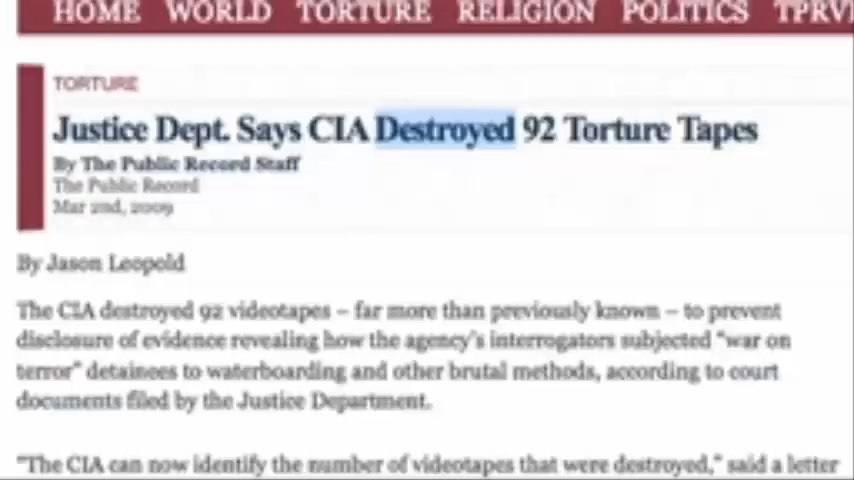 HOME WORLD TORTURE RELIGION POLITICS TPRV
TORTURE
Justice Dept. Says CIA Destroyed 92 Torture Tapes
By The Public Record Staff
The Public Record
Mar 2nd, 2009
By Jason Leopold
The CIA destroyed 92 videotapes – far more than previously known – to prevent
disclosure of evidence revealing how the agency's interrogators subjected "war on
terror" detainees to waterboarding and other brutal methods, according to court
documents filed by the Justice Department.
"The CIA can now identify the number of videotapes that were destroyed," said a letter